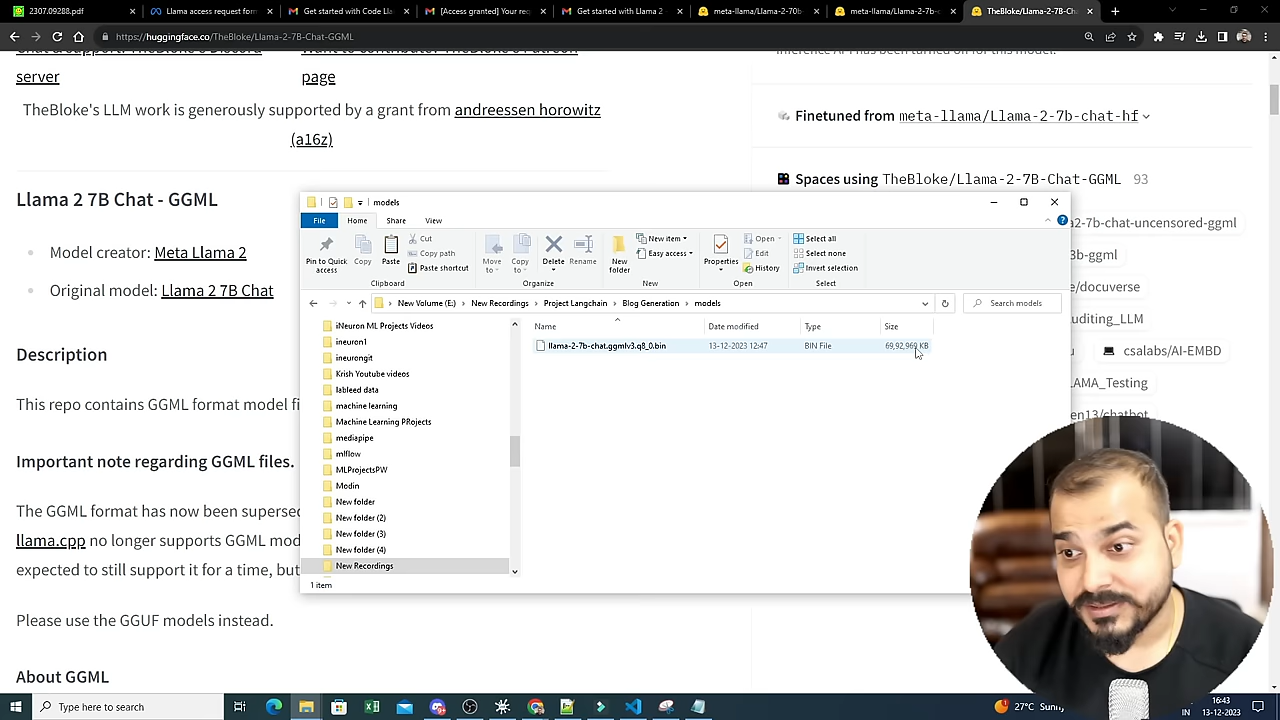 2307.09288.pdf
Llama access request form
Get started with Code Lla
[Access granted] Your req
Get started with Llama 2
meta-llama/Llama-2-70b
meta-llama/Llama-2-7b-c
TheBloke/Llama-2-7B-Cha
https://huggingface.co/TheBloke/Llama-2-7B-Chat-GGML
server
page
TheBloke's LLM work is generously supported by a grant from andreessen horowitz
(a16z)
Finetuned from meta-llama/Llama-2-7b-chat-hf
Spaces using TheBloke/Llama-2-7B-Chat-GGML 93
Llama 2 7B Chat - GGML
Model creator: Meta Llama 2
Original model: Llama 2 7B Chat
Description
This repo contains GGML format model fi
Important note regarding GGML files.
The GGML format has now been supersed
llama.cpp no longer supports GGML mod
expected to still support it for a time, but
Please use the GGUF models instead.
About GGML
models
File
Home
Share
View
Pin to Quick access
Copy
Paste
Cut
Copy path
Paste shortcut
Clipboard
Move to
Copy to
Delete
Rename
Organize
New folder
New item
Easy access
New
Properties
Open
Edit
History
Open
Select all
Select none
Invert selection
Select
New Volume (E:) > New Recordings > Project Langchain > Blog Generation > models
Search models
iNeuron ML Projects Videos
ineuron1
ineurongit
Krish Youtube videos
lableed data
machine learning
Machine Learning PRojects
mediapipe
mlflow
MLProjectsPW
Modin
New folder
New folder (2)
New folder (3)
New folder (4)
New Recordings
Name
Date modified
Type
Size
llama-2-7b-chat.ggmlv3.q8_0.bin
13-12-2023 12:47
BIN File
69,92,969 KB
1 item
a2-7b-chat-uncensored-ggml
3b-ggml
e/docuverse
uditing_LLM
csalabs/AI-EMBD
LAMA_Testing
en13/chatbot
Type here to search
27°C Sunny
IN
16:43
13-12-2023